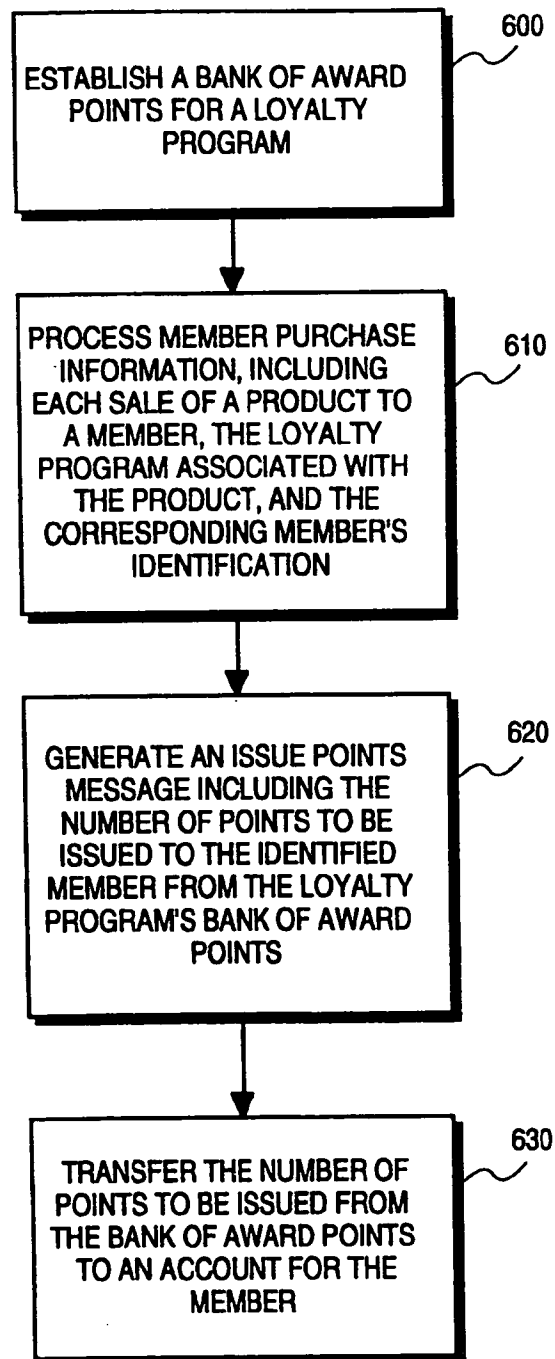 600
ESTABLISH A BANK OF AWARD
POINTS FOR A LOYALTY
PROGRAM
610
PROCESS MEMBER PURCHASE
INFORMATION, INCLUDING
EACH SALE OF A PRODUCT TO
A MEMBER, THE LOYALTY
PROGRAM ASSOCIATED WITH
THE PRODUCT, AND THE
CORRESPONDING MEMBER'S
IDENTIFICATION
620
GENERATE AN ISSUE POINTS
MESSAGE INCLUDING THE
NUMBER OF POINTS TO BE
ISSUED TO THE IDENTIFIED
MEMBER FROM THE LOYALTY
PROGRAM'S BANK OF AWARD
POINTS
630
TRANSFER THE NUMBER OF
POINTS TO BE ISSUED FROM
THE BANK OF AWARD POINTS
TO AN ACCOUNT FOR THE
MEMBER